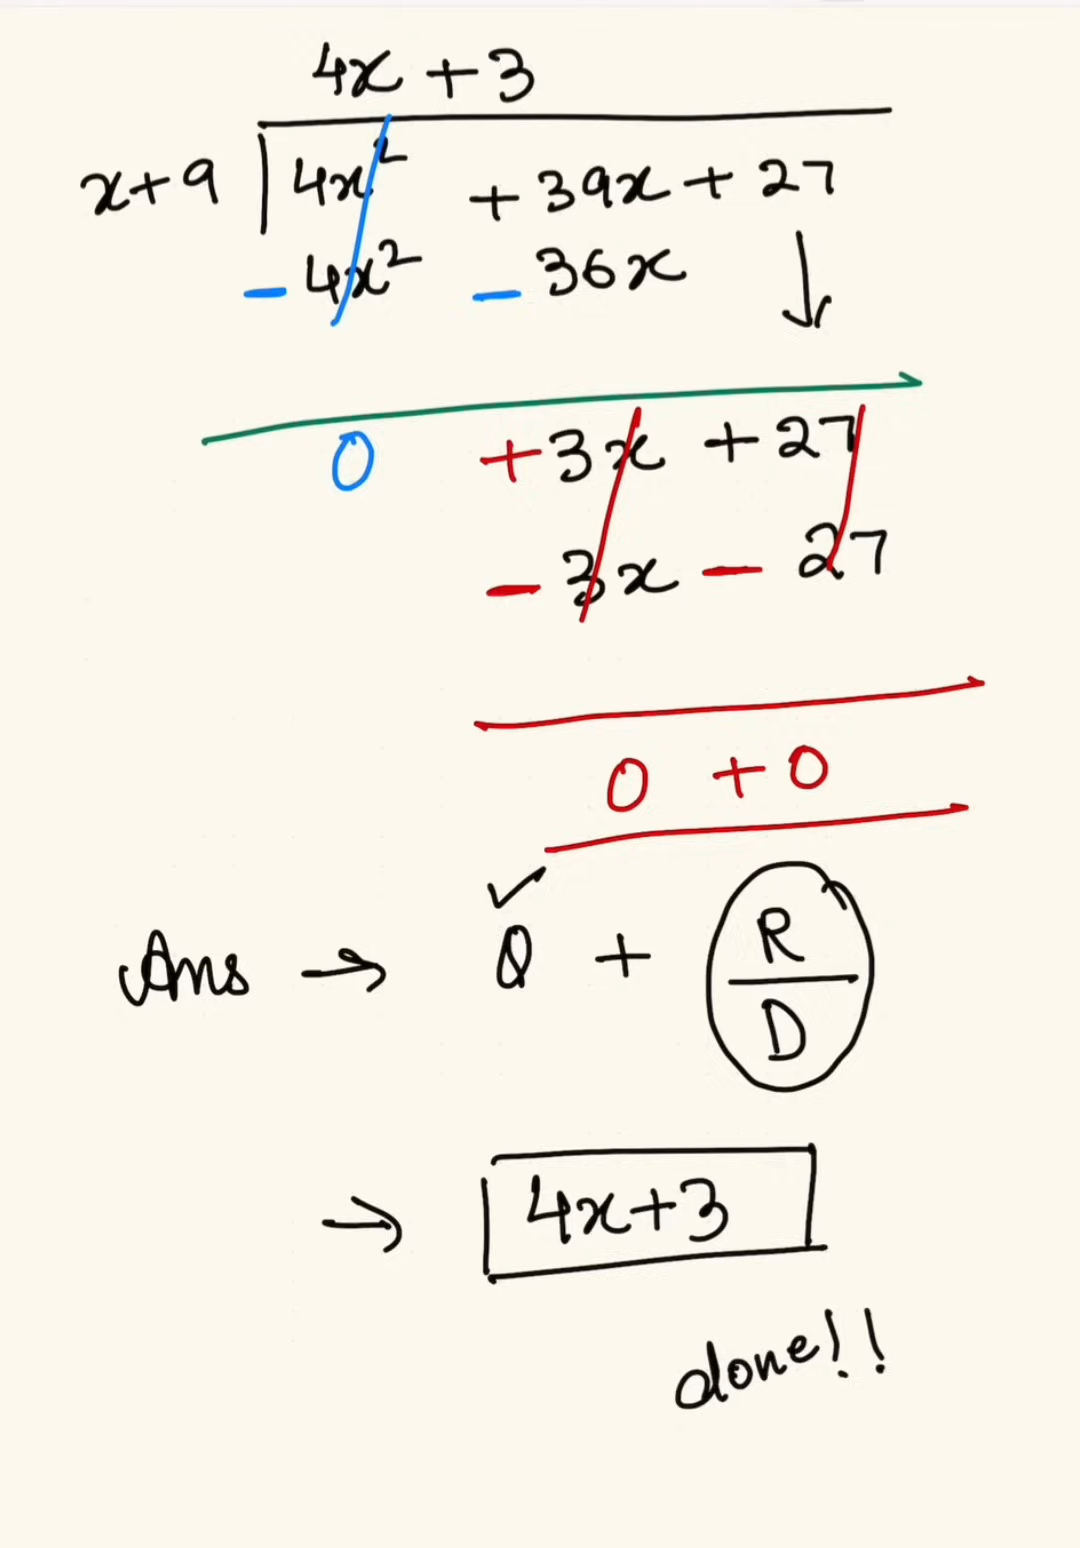 4x + 3
x+9 4x² + 39x + 27
- 4x² - 36x
0 +3x + 27
- 3x - 27
0 + 0
✓
Ans → Q + R/D
→ 4x+3
done!!